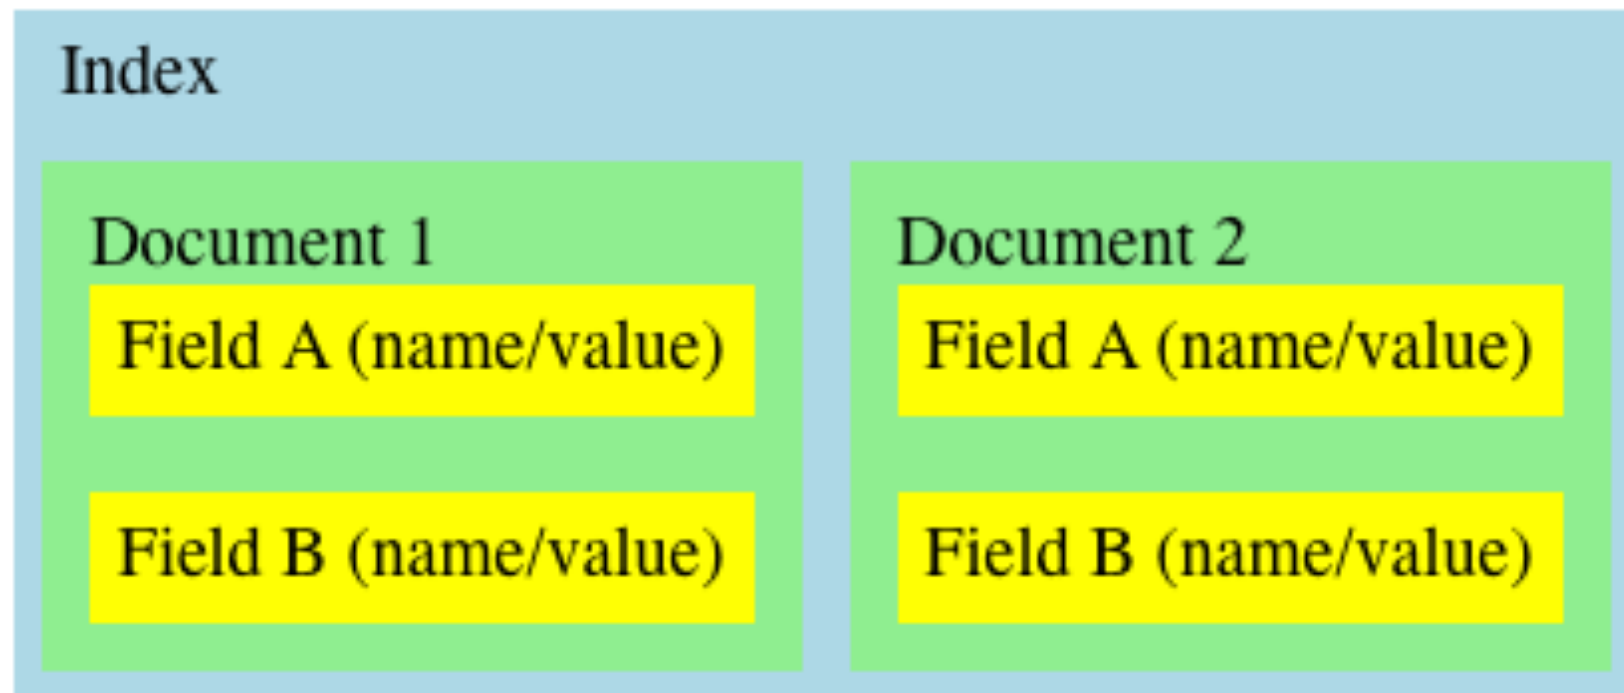 Index
Document 1
Field A (name/value)
Field B (name/value)
Document 2
Field A (name/value)
Field B (name/value)